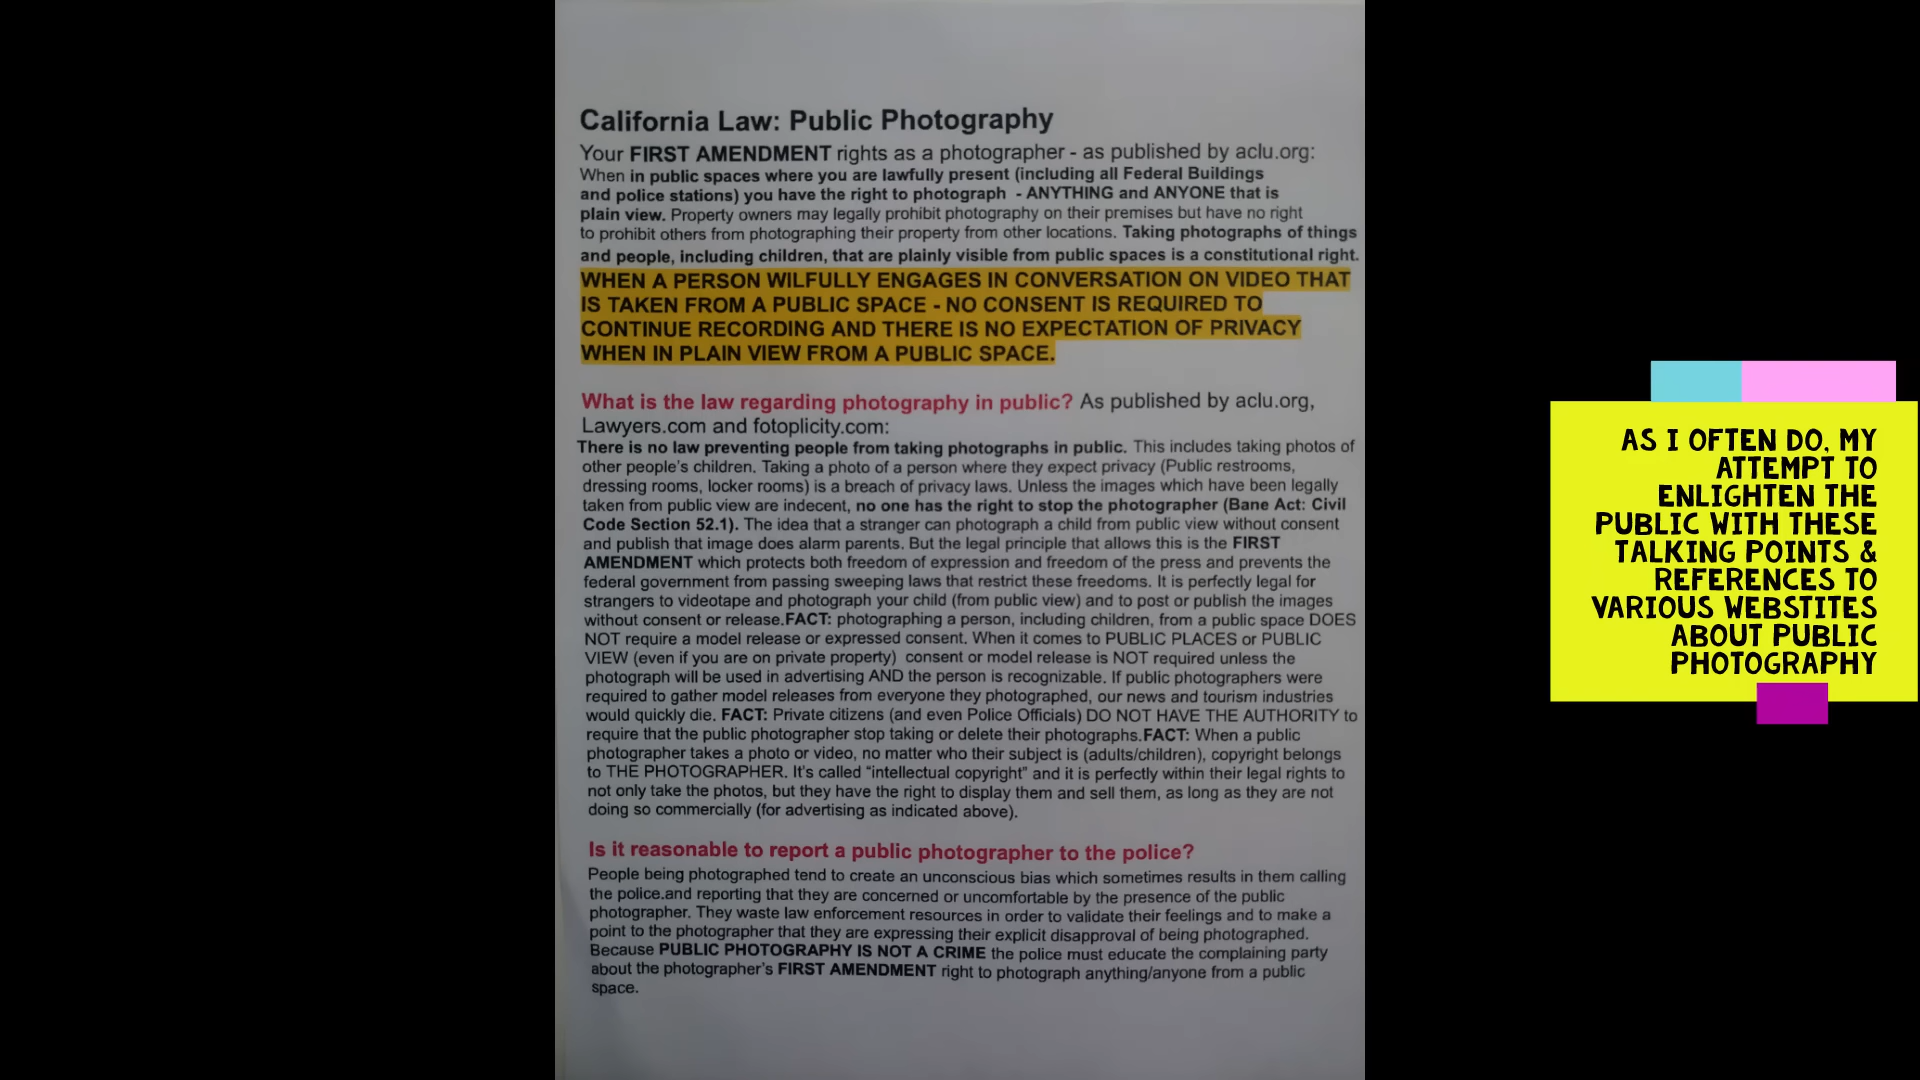 California Law: Public Photography
Your FIRST AMENDMENT rights as a photographer - as published by aclu.org:
When in public spaces where you are lawfully present (including all Federal Buildings
and police stations) you have the right to photograph - ANYTHING and ANYONE that is
plain view. Property owners may legally prohibit photography on their premises but have no right
to prohibit others from photographing their property from other locations. Taking photographs of things
and people, including children, that are plainly visible from public spaces is a constitutional right.
WHEN A PERSON WILFULLY ENGAGES IN CONVERSATION ON VIDEO THAT
IS TAKEN FROM A PUBLIC SPACE - NO CONSENT IS REQUIRED TO
CONTINUE RECORDING AND THERE IS NO EXPECTATION OF PRIVACY
WHEN IN PLAIN VIEW FROM A PUBLIC SPACE.
What is the law regarding photography in public? As published by aclu.org,
Lawyers.com and fotoplicity.com:
There is no law preventing people from taking photographs in public. This includes taking photos of
other people's children. Taking a photo of a person where they expect privacy (Public restrooms,
dressing rooms, locker rooms) is a breach of privacy laws. Unless the images which have been legally
taken from public view are indecent, no one has the right to stop the photographer (Bane Act: Civil
Code Section 52.1). The idea that a stranger can photograph a child from public view without consent
and publish that image does alarm parents. But the legal principle that allows this is the FIRST
AMENDMENT which protects both freedom of expression and freedom of the press and prevents the
federal government from passing sweeping laws that restrict these freedoms. It is perfectly legal for
strangers to videotape and photograph your child (from public view) and to post or publish the images
without consent or release.FACT: photographing a person, including children, from a public space DOES
NOT require a model release or expressed consent. When it comes to PUBLIC PLACES or PUBLIC
VIEW (even if you are on private property) consent or model release is NOT required unless the
photograph will be used in advertising AND the person is recognizable. If public photographers were
required to gather model releases from everyone they photographed, our news and tourism industries
would quickly die. FACT: Private citizens (and even Police Officials) DO NOT HAVE THE AUTHORITY to
require that the public photographer stop taking or delete their photographs.FACT: When a public
photographer takes a photo or video, no matter who their subject is (adults/children), copyright belongs
to THE PHOTOGRAPHER. It's called "intellectual copyright" and it is perfectly within their legal rights to
not only take the photos, but they have the right to display them and sell them, as long as they are not
doing so commercially (for advertising as indicated above).
Is it reasonable to report a public photographer to the police?
People being photographed tend to create an unconscious bias which sometimes results in them calling
the police.and reporting that they are concerned or uncomfortable by the presence of the public
photographer. They waste law enforcement resources in order to validate their feelings and to make a
point to the photographer that they are expressing their explicit disapproval of being photographed.
Because PUBLIC PHOTOGRAPHY IS NOT A CRIME the police must educate the complaining party
about the photographer's FIRST AMENDMENT right to photograph anything/anyone from a public
space.
AS I OFTEN DO, MY
ATTEMPT TO
ENLIGHTEN THE
PUBLIC WITH THESE
TALKING POINTS &
REFERENCES TO
VARIOUS WEBSTITES
ABOUT PUBLIC
PHOTOGRAPHY